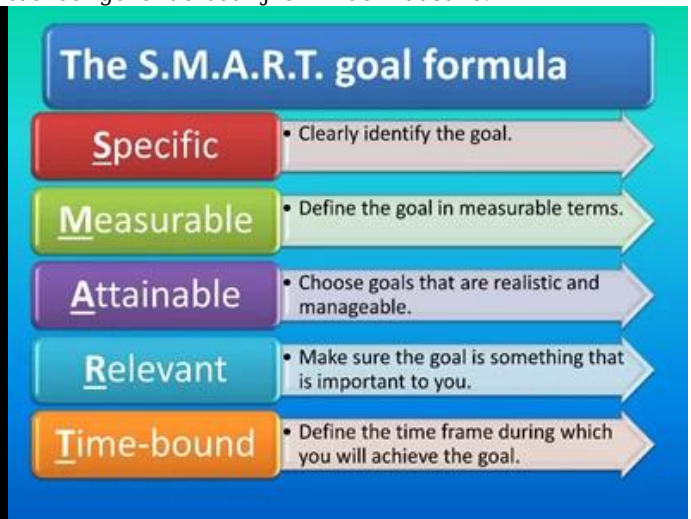 The S.M.A.R.T. goal formula
Specific
• Clearly identify the goal.
Measurable
• Define the goal in measurable terms.
Attainable
• Choose goals that are realistic and
manageable.
Relevant
• Make sure the goal is something that
is important to you.
Time-bound
• Define the time frame during which
you will achieve the goal.